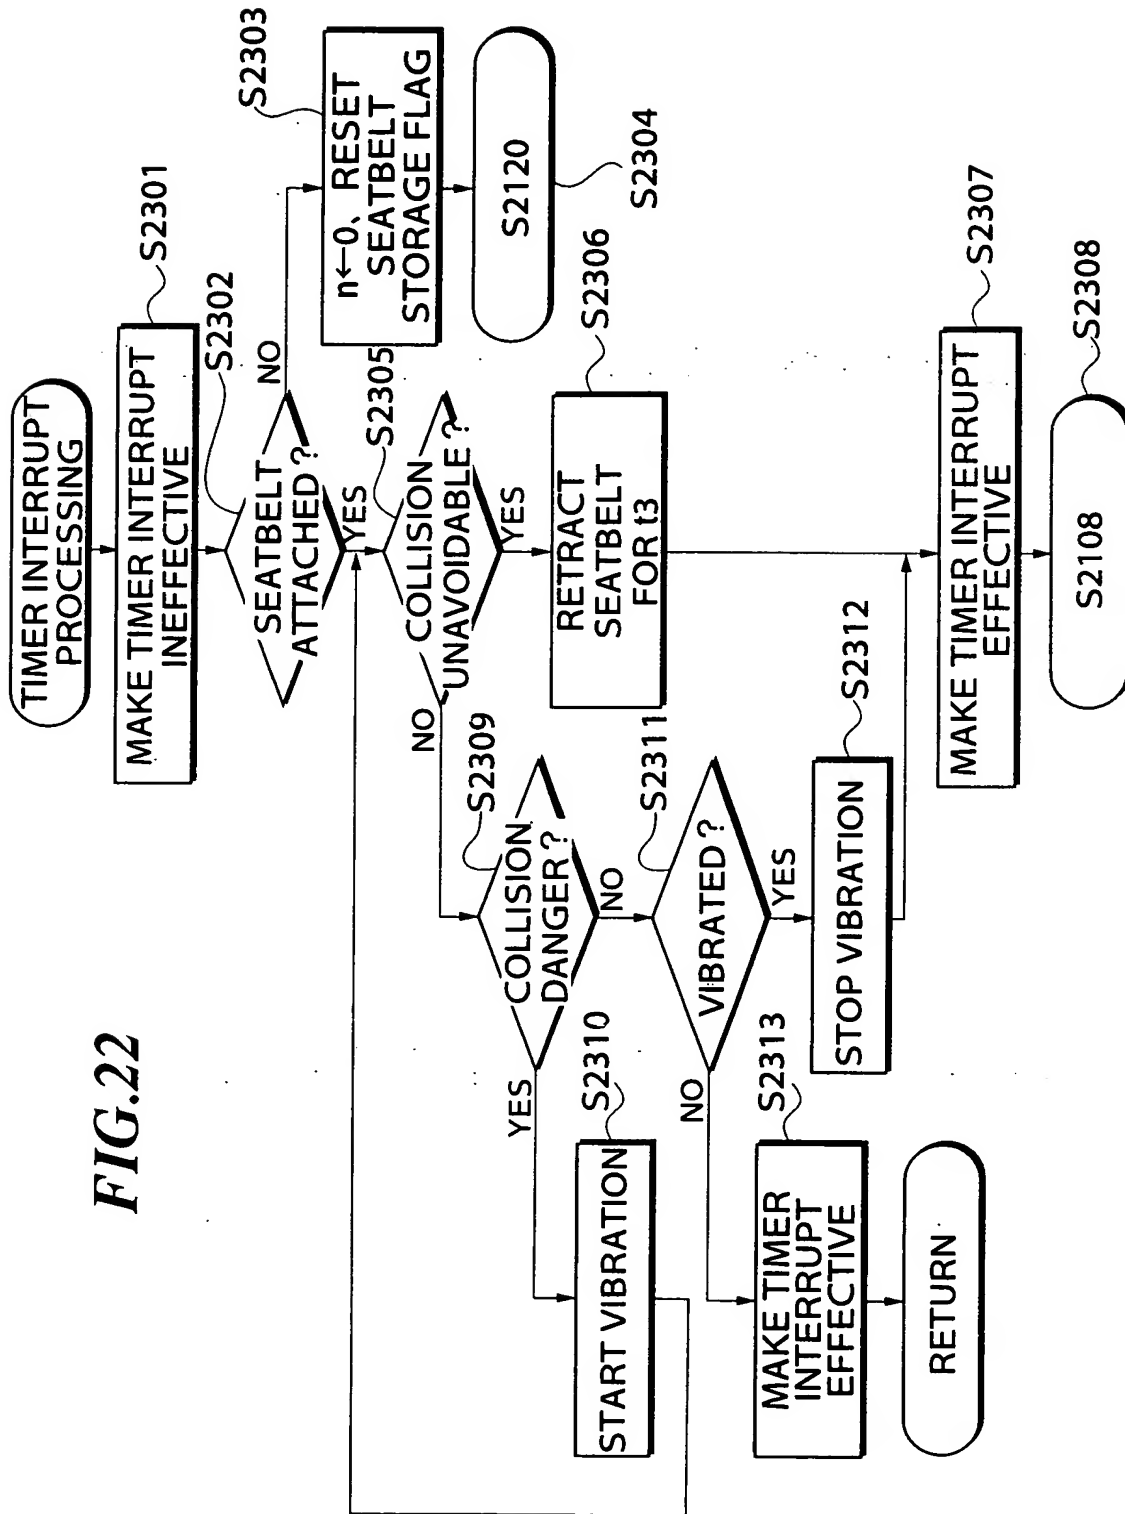 FIG.22
TIMER INTERRUPT
PROCESSING
MAKE TIMER INTERRUPT
INEFFECTIVE
S2301
SEATBELT
ATTACHED?
S2302
NO
YES
n←0、RESET
SEATBELT
STORAGE FLAG
S2303
S2120
S2304
COLLISION
UNAVOIDABLE?
S2305
NO
YES
RETRACT
SEATBELT
FOR t3
S2306
COLLISION
DANGER?
S2309
YES
NO
START VIBRATION
S2310
VIBRATED?
S2311
NO
YES
STOP VIBRATION
S2312
MAKE TIMER
INTERRUPT
EFFECTIVE
S2313
RETURN
MAKE TIMER INTERRUPT
EFFECTIVE
S2307
S2108
S2308